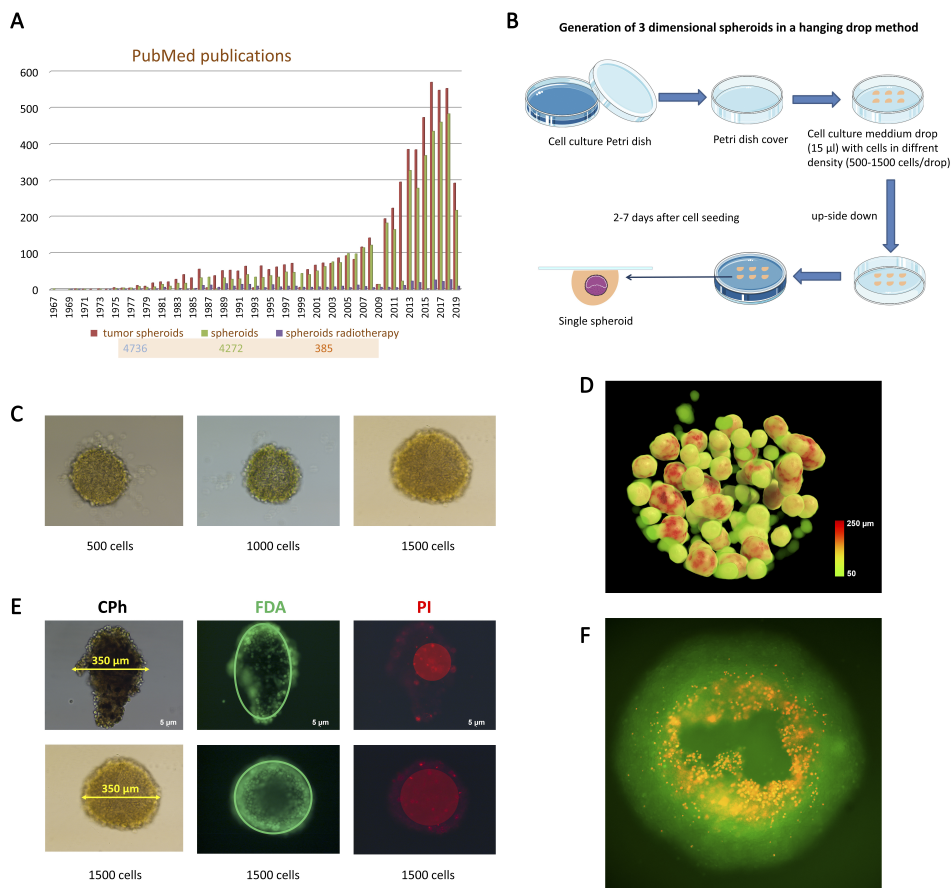 A
PubMed publications
600
500
400
300
200
100
0
1967
1969
1971
1973
1975
1977
1979
1981
1983
1985
1987
1989
1991
1993
1995
1997
1999
2001
2003
2005
2007
2009
2011
2013
2015
2017
2019
tumor spheroids spheroids spheroids radiotherapy
4736 4272 385
B
Generation of 3 dimensional spheroids in a hanging drop method
Cell culture Petri dish
Petri dish cover
Cell culture meddium drop
(15 µl) with cells in diffrent
density (500-1500 cells/drop)
up-side down
2-7 days after cell seeding
Single spheroid
C
500 cells
1000 cells
1500 cells
D
250 µm
50
E
CPh
FDA
PI
350 µm
5 µm
5 µm
5 µm
350 µm
1500 cells
1500 cells
1500 cells
F